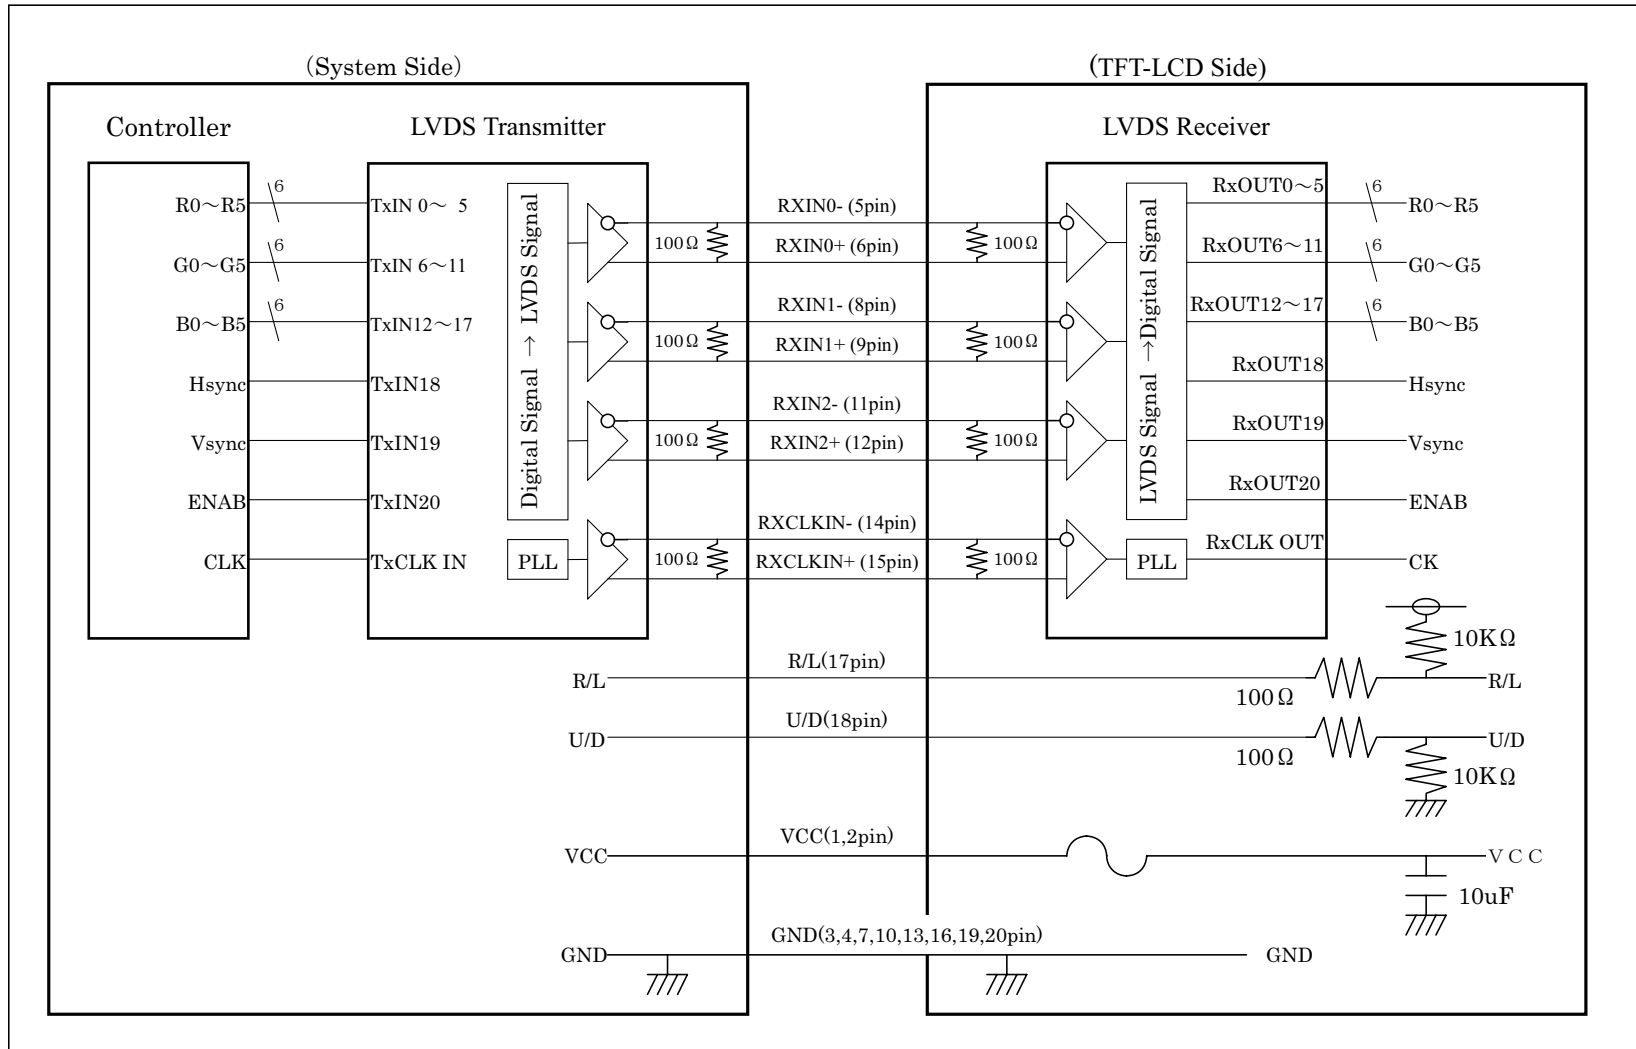 (System Side)
(TFT-LCD Side)
Controller
LVDS Transmitter
LVDS Receiver
R0～R5
6
TxIN 0～ 5
G0～G5
6
TxIN 6～11
B0～B5
6
TxIN12～17
Hsync
TxIN18
Vsync
TxIN19
ENAB
TxIN20
CLK
TxCLK IN
Digital Signal → LVDS Signal
PLL
100Ω
RXIN0- (5pin)
RXIN0+ (6pin)
100Ω
100Ω
RXIN1- (8pin)
RXIN1+ (9pin)
100Ω
100Ω
RXIN2- (11pin)
RXIN2+ (12pin)
100Ω
100Ω
RXCLKIN- (14pin)
RXCLKIN+ (15pin)
100Ω
LVDS Signal →Digital Signal
PLL
RxOUT0～5
6
R0～R5
RxOUT6～11
6
G0～G5
RxOUT12～17
6
B0～B5
RxOUT18
Hsync
RxOUT19
Vsync
RxOUT20
ENAB
RxCLK OUT
CK
10KΩ
R/L
R/L(17pin)
100Ω
R/L
U/D
U/D(18pin)
100Ω
U/D
10KΩ
VCC
VCC(1,2pin)
ＶＣＣ
10uF
GND
GND(3,4,7,10,13,16,19,20pin)
GND